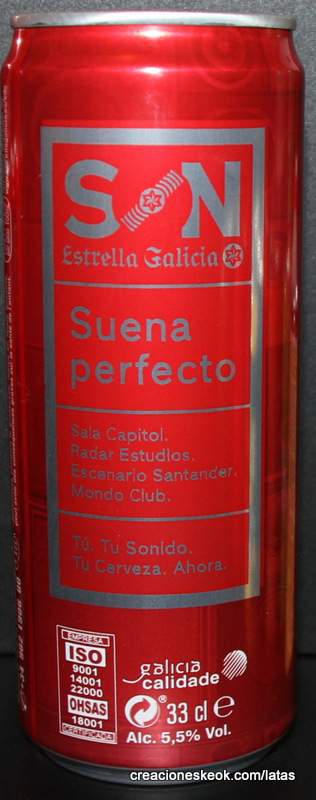 SON
Estrella Galicia
Suena
perfecto
Sala Capitol.
Radar Estudios.
Escenario Santander.
Mondo Club.
Tú. Tu Sonido.
Tu Cerveza. Ahora.
EMPRESA
ISO
9001
14001
22000
OHSAS
18001
CERTIFICADA
galicia
calidade
33 cl e
Alc. 5,5% Vol.
creacioneskeok.com/latas